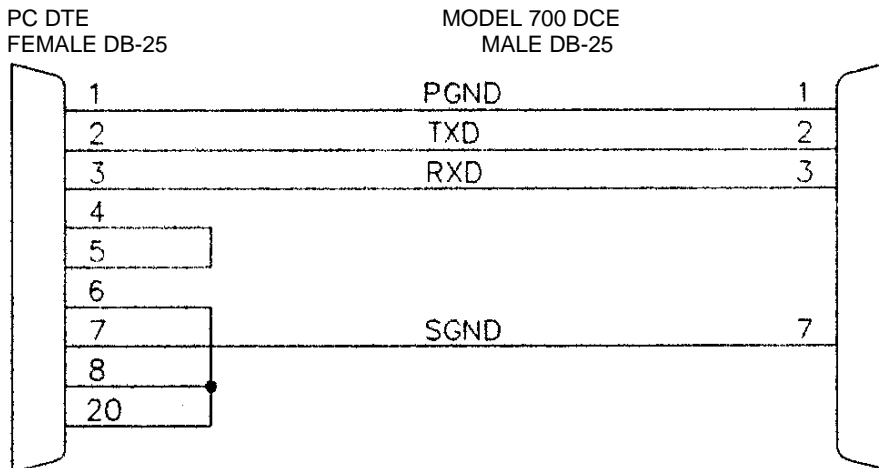 PC DTE MODEL 700 DCE
FEMALE DB-25 MALE DB-25
1 PGND 1
2 TXD 2
3 RXD 3
4
5
6
7 SGND 7
8
20